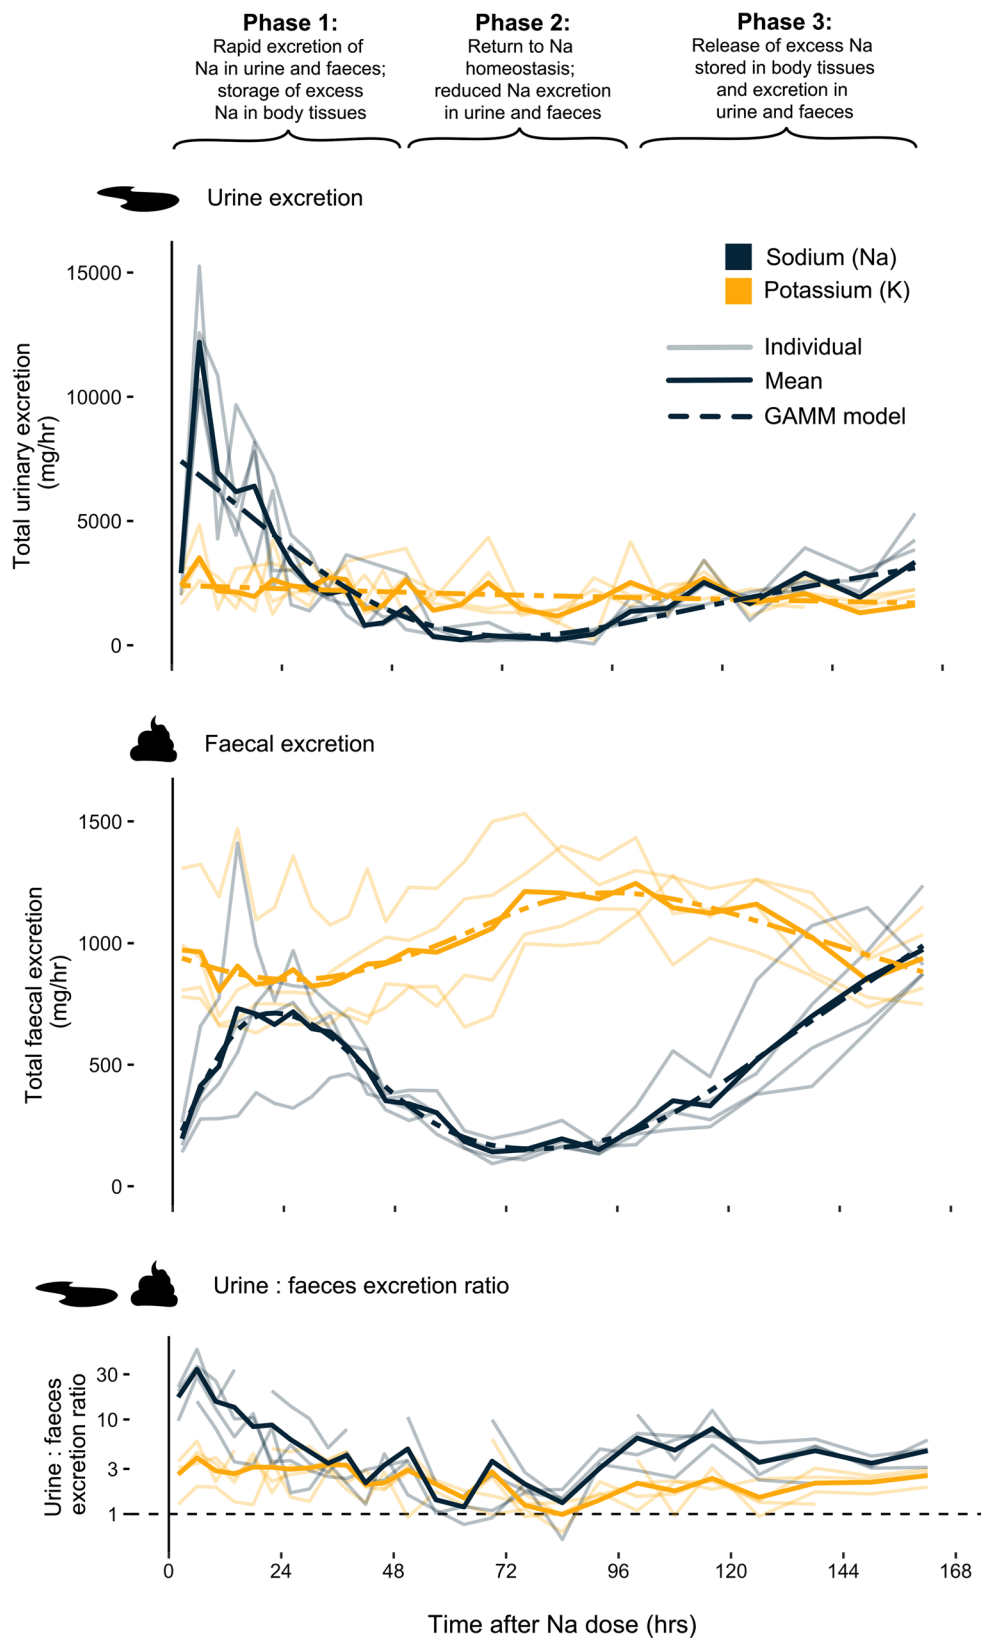 Phase 1:
Rapid excretion of
Na in urine and faeces;
storage of excess
Na in body tissues
Phase 2:
Return to Na
homeostasis;
reduced Na excretion
in urine and faeces
Phase 3:
Release of excess Na
stored in body tissues
and excretion in
urine and faeces
Urine excretion
Sodium (Na)
Potassium (K)
Individual
Mean
GAMM model
Total urinary excretion
(mg/hr)
15000
10000
5000
0
Faecal excretion
Total faecal excretion
(mg/hr)
1500
1000
500
0
Urine : faeces excretion ratio
Urine : faeces
excretion ratio
30
10
3
1
0 24 48 72 96 120 144 168
Time after Na dose (hrs)